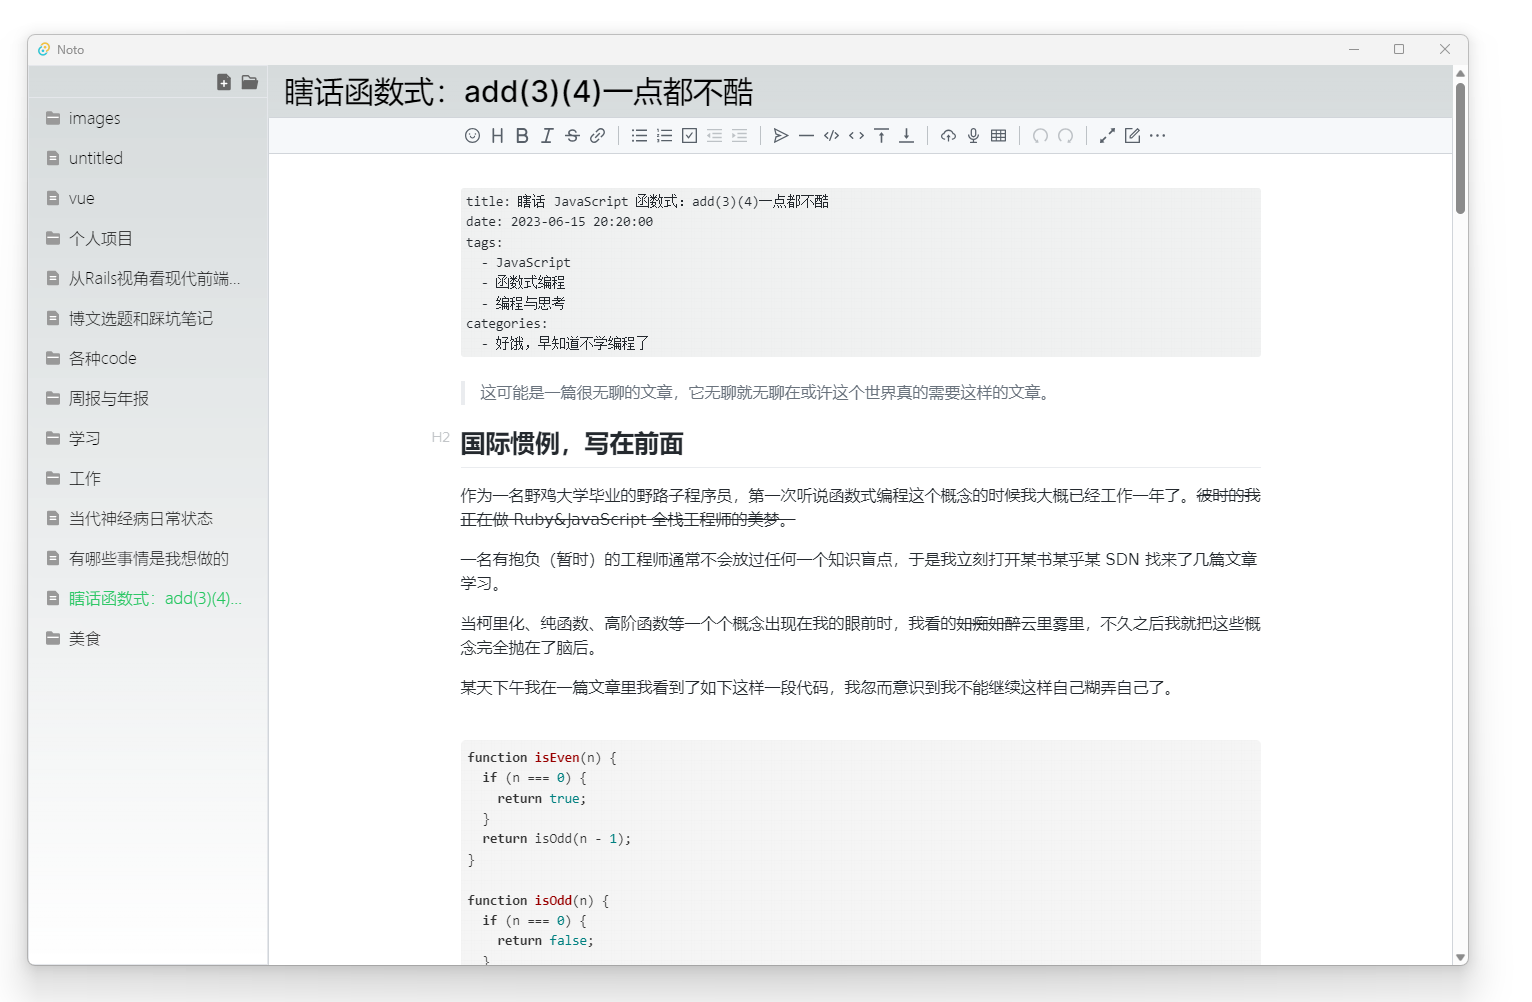 Noto
瞎话函数式：add(3)(4)一点都不酷
images
untitled
vue
个人项目
从Rails视角看现代前端...
博文选题和踩坑笔记
各种code
周报与年报
学习
工作
当代神经病日常状态
有哪些事情是我想做的
瞎话函数式：add(3)(4)...
美食
title: 瞎话 JavaScript 函数式：add(3)(4)一点都不酷
date: 2023-06-15 20:20:00
tags:
  - JavaScript
  - 函数式编程
  - 编程与思考
categories:
  - 好饿，早知道不学编程了
这可能是一篇很无聊的文章，它无聊就无聊在或许这个世界真的需要这样的文章。
H2 国际惯例，写在前面
作为一名野鸡大学毕业的野路子程序员，第一次听说函数式编程这个概念的时候我大概已经工作一年了。彼时的我
正在做 Ruby&JavaScript 全栈工程师的美梦。
一名有抱负（暂时）的工程师通常不会放过任何一个知识盲点，于是我立刻打开某书某乎某 SDN 找来了几篇文章
学习。
当柯里化、纯函数、高阶函数等一个个概念出现在我的眼前时，我看的如痴如醉云里雾里，不久之后我就把这些概
念完全抛在了脑后。
某天下午我在一篇文章里我看到了如下这样一段代码，我忽而意识到我不能继续这样自己糊弄自己了。
function isEven(n) {
  if (n === 0) {
    return true;
  }
  return isOdd(n - 1);
}
function isOdd(n) {
  if (n === 0) {
    return false;
  }